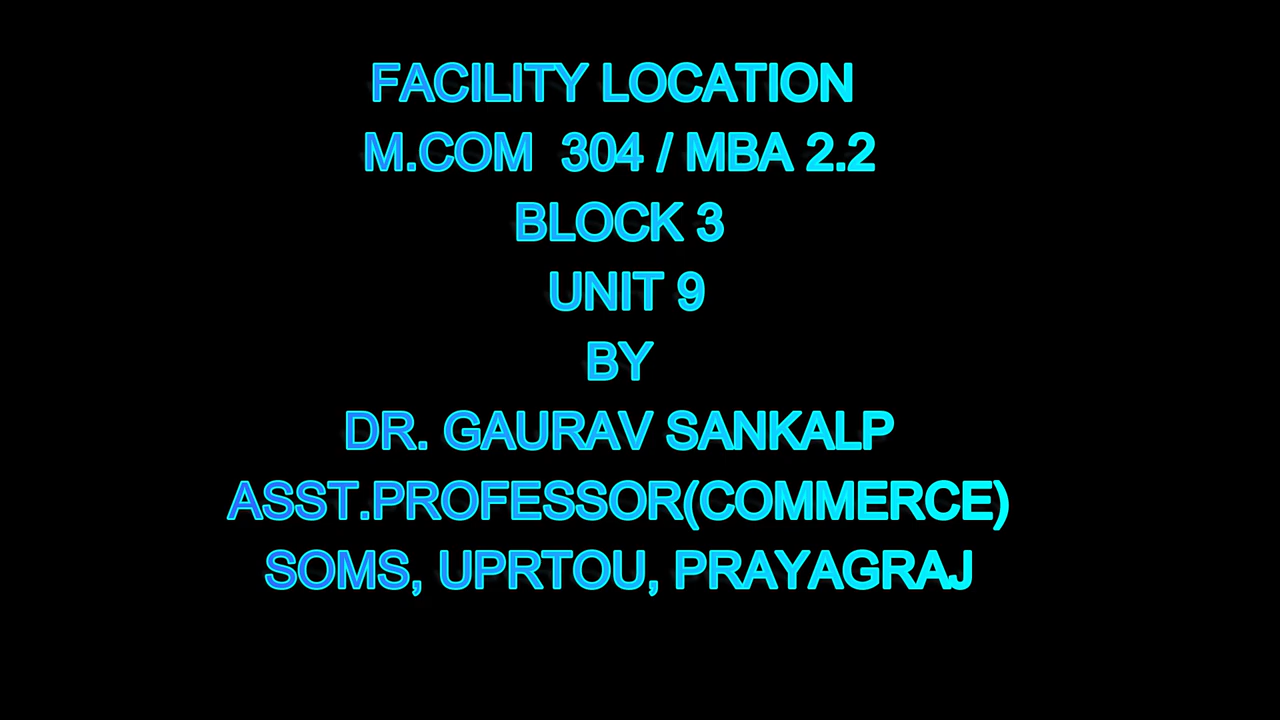 FACILITY LOCATION
M.COM  304 / MBA 2.2
BLOCK 3
UNIT 9
BY
DR. GAURAV SANKALP
ASST.PROFESSOR(COMMERCE)
SOMS, UPRTOU, PRAYAGRAJ